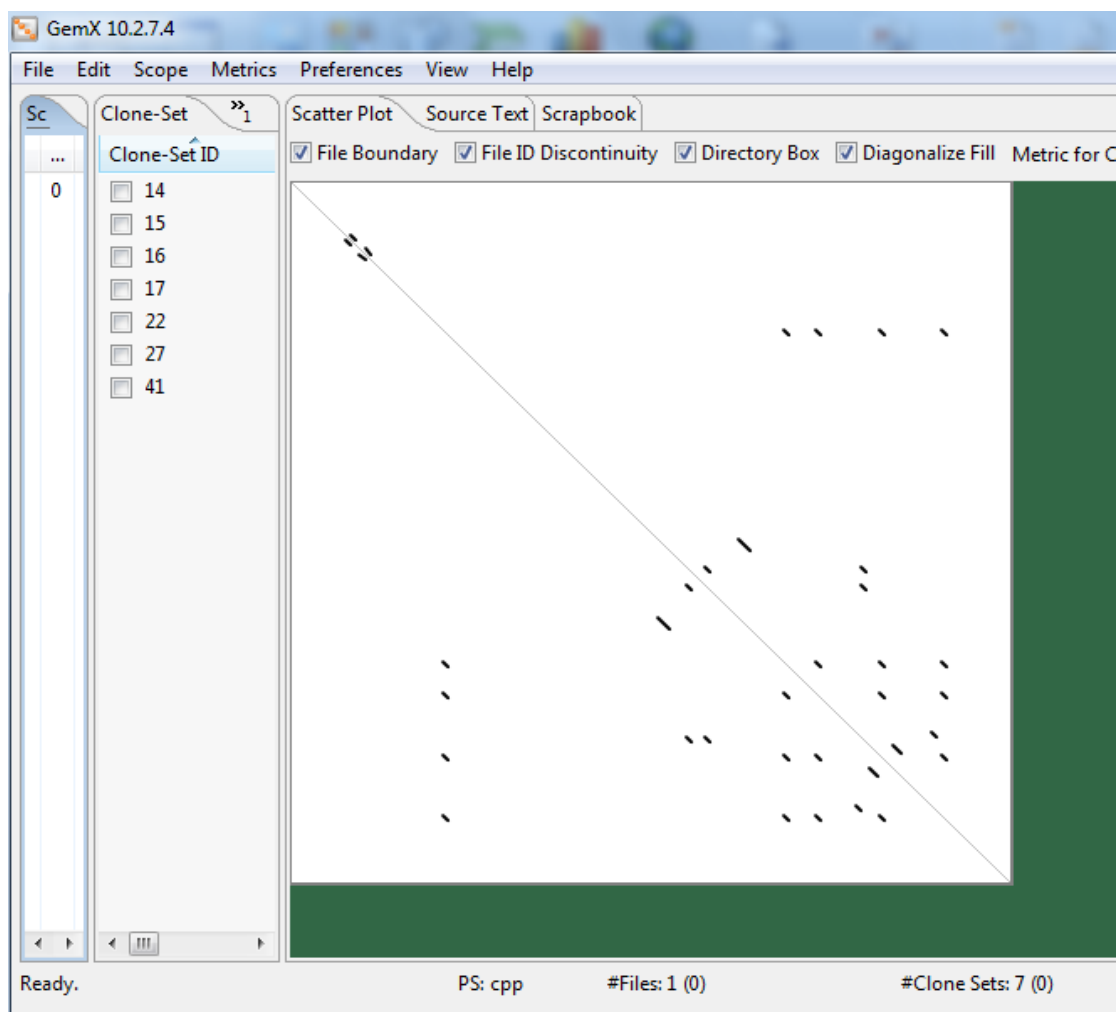 GemX 10.2.7.4
File Edit Scope Metrics Preferences View Help
Sc Clone-Set »1 Scatter Plot Source Text Scrapbook
... Clone-Set ID File Boundary File ID Discontinuity Directory Box Diagonalize Fill Metric for C
0 14
15
16
17
22
27
41
Ready. PS: cpp #Files: 1 (0) #Clone Sets: 7 (0)